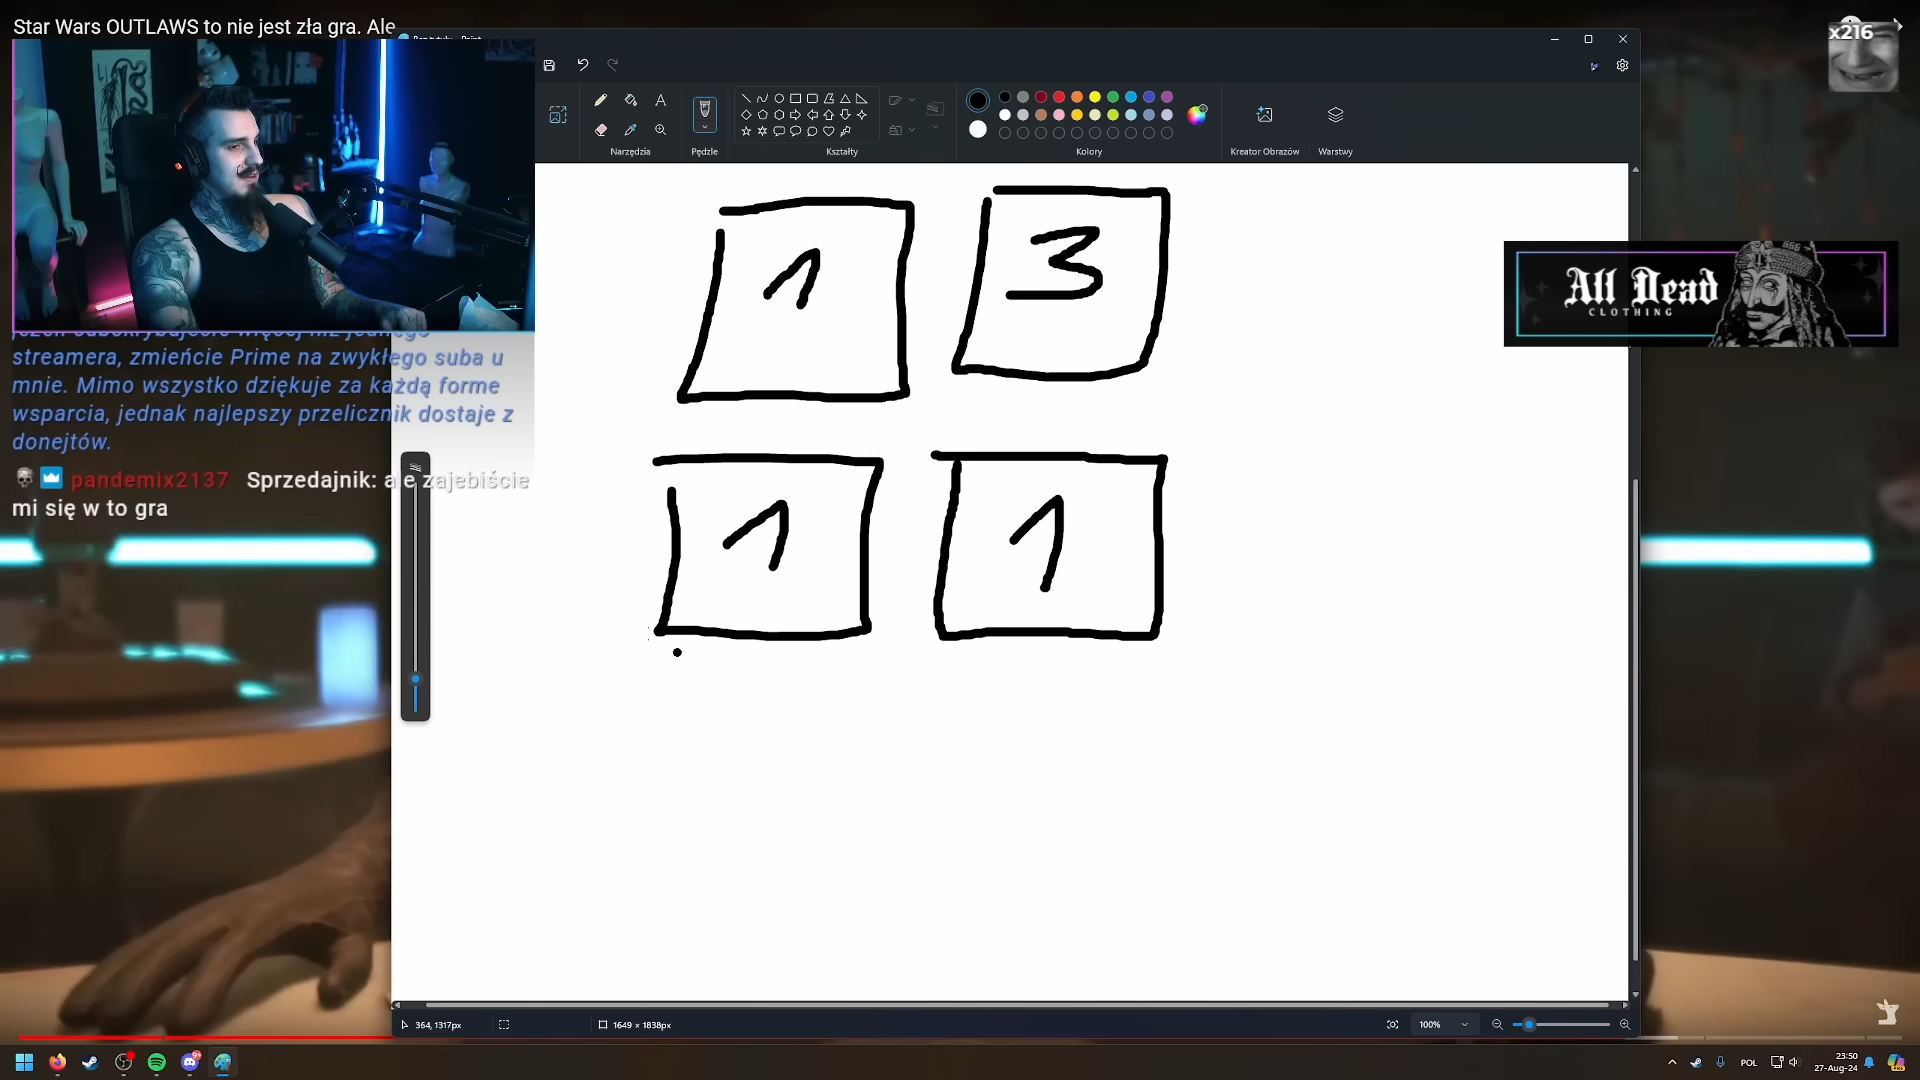 Star Wars OUTLAWS to nie jest zła gra. Ale
x216
Narzędzia
Pędzle
Kształty
Kolory
Kreator Obrazów
Warstwy
1
3
1
1
All Dead
CLOTHING
666
streamera, zmieńcie Prime na zwykłego suba u
mnie. Mimo wszystko dziękuje za każdą forme
wsparcia, jednak najlepszy przelicznik dostaje z
donejtów.
pandemix2137 Sprzedajnik: ale zajebiście
mi się w to gra
364, 1317px
1649 × 1838px
100%
POL
23:50
27-Aug-24